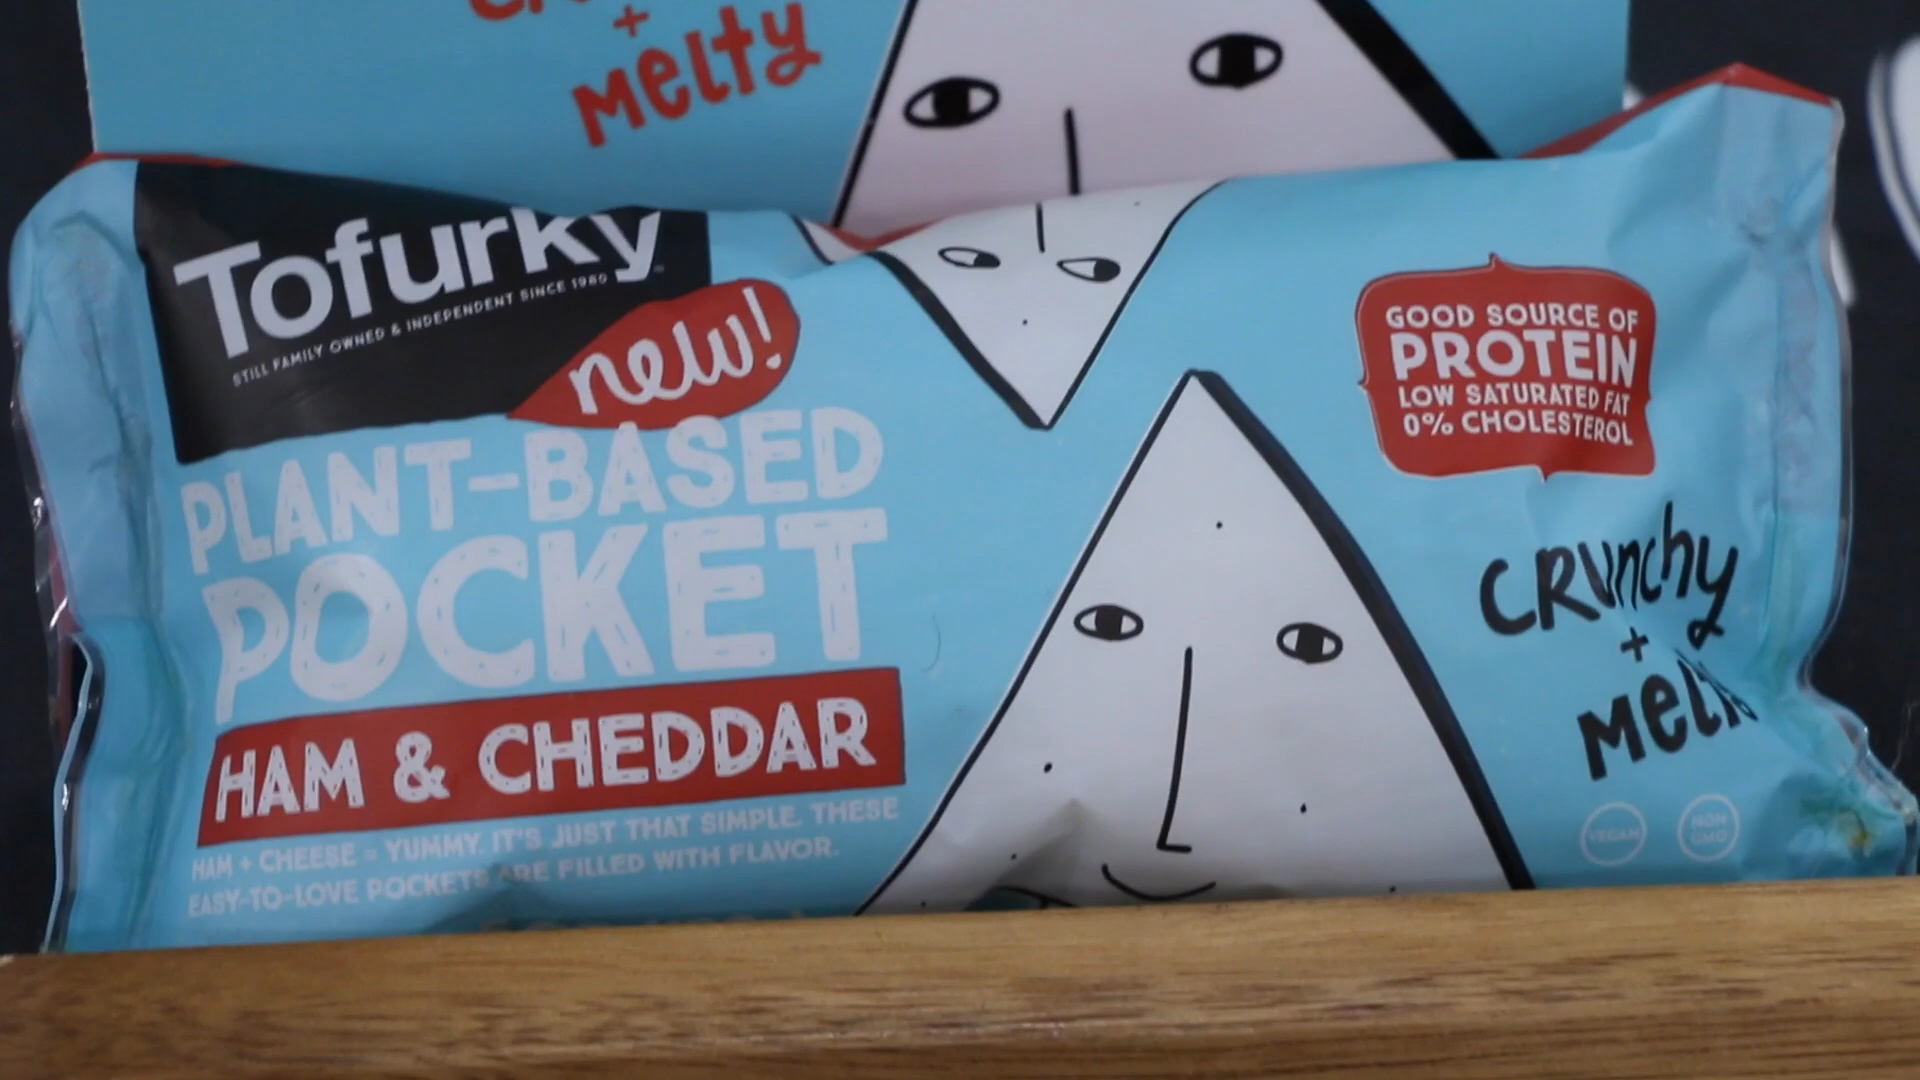 +
melty
Tofurky
STILL FAMILY OWNED & INDEPENDENT SINCE 1980
new!
PLANT-BASED
POCKET
HAM & CHEDDAR
HAM + CHEESE = YUMMY. IT'S JUST THAT SIMPLE. THESE
EASY-TO-LOVE POCKETS ARE FILLED WITH FLAVOR.
GOOD SOURCE OF
PROTEIN
LOW SATURATED FAT
0% CHOLESTEROL
CRUnchy
+
melty
VEGAN
NON
GMO